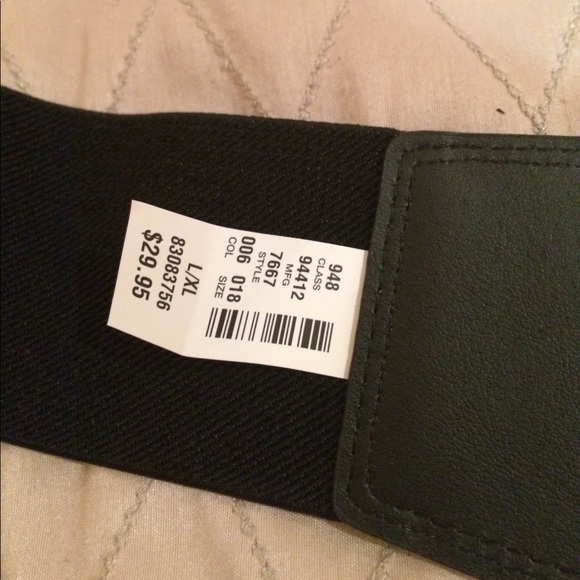 948
CLASS
94412
MFG
7667
STYLE
006 018
COL SIZE
L/XL
83083756
$29.95